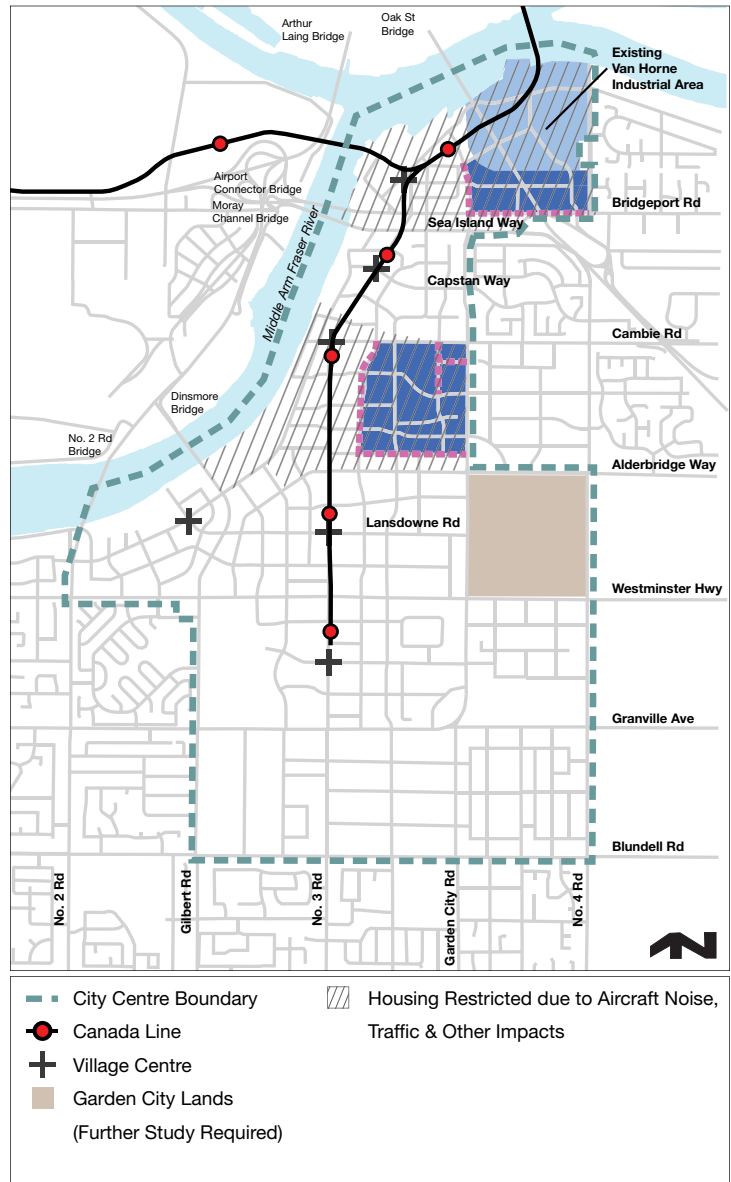 Arthur
Laing Bridge
Oak St
Bridge
Existing
Van Horne
Industrial Area
Airport
Connector Bridge
Moray
Channel Bridge
Bridgeport Rd
Sea Island Way
Middle Arm Fraser River
Capstan Way
Cambie Rd
Dinsmore
Bridge
No. 2 Rd
Bridge
Alderbridge Way
Lansdowne Rd
Westminster Hwy
Granville Ave
Blundell Rd
No. 2 Rd
Gilbert Rd
No. 3 Rd
Garden City Rd
No. 4 Rd
N
City Centre Boundary
Canada Line
Village Centre
Garden City Lands
(Further Study Required)
Housing Restricted due to Aircraft Noise,
Traffic & Other Impacts